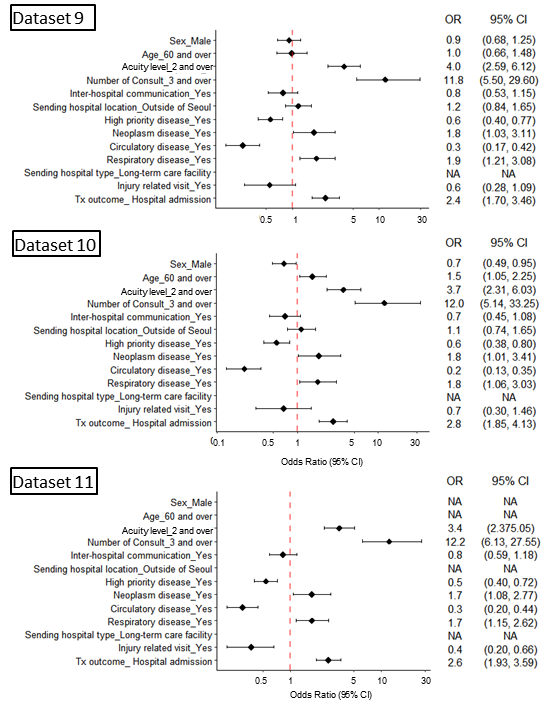 Dataset 9
OR 95% CI
Sex_Male 0.9 (0.68, 1.25)
Age_60 and over 1.0 (0.66, 1.48)
Acuity level_2 and over 4.0 (2.59, 6.12)
Number of Consult_3 and over 11.8 (5.50, 29.60)
Inter-hospital communication_Yes 0.8 (0.53, 1.15)
Sending hospital location_Outside of Seoul 1.2 (0.84, 1.65)
High priority disease_Yes 0.6 (0.40, 0.77)
Neoplasm disease_Yes 1.8 (1.03, 3.11)
Circulatory disease_Yes 0.3 (0.17, 0.42)
Respiratory disease_Yes 1.9 (1.21, 3.08)
Sending hospital type_Long-term care facility NA NA
Injury related visit_Yes 0.6 (0.28, 1.09)
Tx outcome_ Hospital admission 2.4 (1.70, 3.46)
0.5 1 5 10 30
Dataset 10
OR 95% CI
Sex_Male 0.7 (0.49, 0.95)
Age_60 and over 1.5 (1.05, 2.25)
Acuity level_2 and over 3.7 (2.31, 6.03)
Number of Consult_3 and over 12.0 (5.14, 33.25)
Inter-hospital communication_Yes 0.7 (0.45, 1.08)
Sending hospital location_Outside of Seoul 1.1 (0.74, 1.65)
High priority disease_Yes 0.6 (0.38, 0.80)
Neoplasm disease_Yes 1.8 (1.01, 3.41)
Circulatory disease_Yes 0.2 (0.13, 0.35)
Respiratory disease_Yes 1.8 (1.06, 3.03)
Sending hospital type_Long-term care facility NA NA
Injury related visit_Yes 0.7 (0.30, 1.46)
Tx outcome_ Hospital admission 2.8 (1.85, 4.13)
0.1 0.5 1 5 10 30
Odds Ratio (95% CI)
Dataset 11
OR 95% CI
Sex_Male NA NA
Age_60 and over NA NA
Acuity level_2 and over 3.4 (2.375.05)
Number of Consult_3 and over 12.2 (6.13, 27.55)
Inter-hospital communication_Yes 0.8 (0.59, 1.18)
Sending hospital location_Outside of Seoul NA NA
High priority disease_Yes 0.5 (0.40, 0.72)
Neoplasm disease_Yes 1.7 (1.08, 2.77)
Circulatory disease_Yes 0.3 (0.20, 0.44)
Respiratory disease_Yes 1.7 (1.15, 2.62)
Sending hospital type_Long-term care facility NA NA
Injury related visit_Yes 0.4 (0.20, 0.66)
Tx outcome_ Hospital admission 2.6 (1.93, 3.59)
0.5 1 5 10 30
Odds Ratio (95% CI)